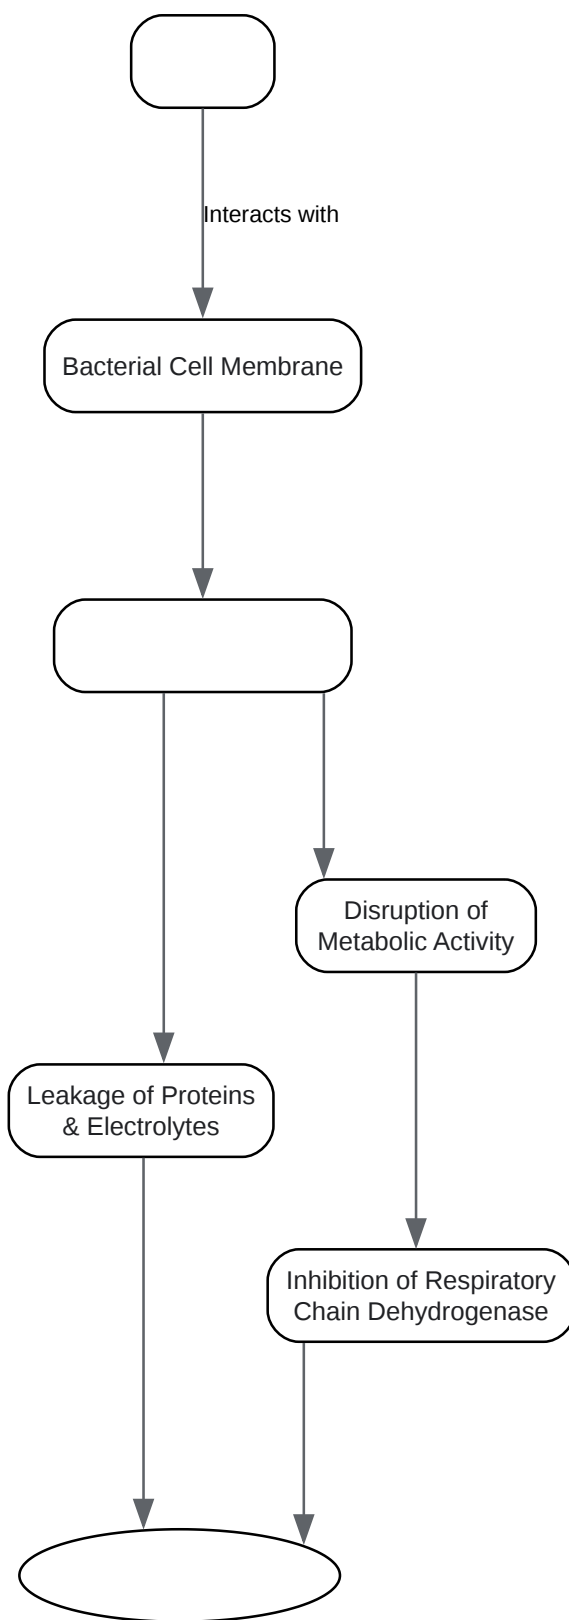 Interacts with
Bacterial Cell Membrane
Disruption of
Metabolic Activity
Leakage of Proteins
& Electrolytes
Inhibition of Respiratory
Chain Dehydrogenase